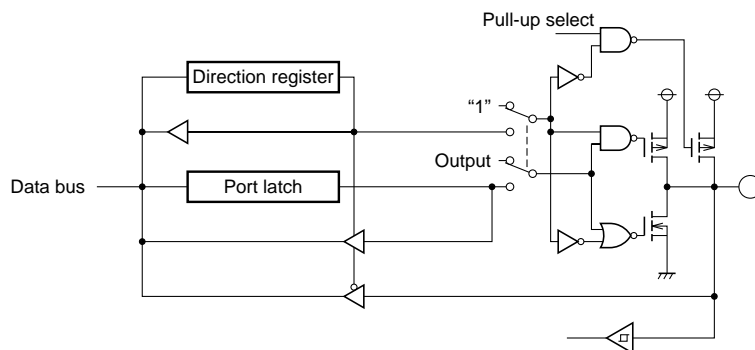 Pull-up select
Direction register
“1”
Output
Data bus
Port latch